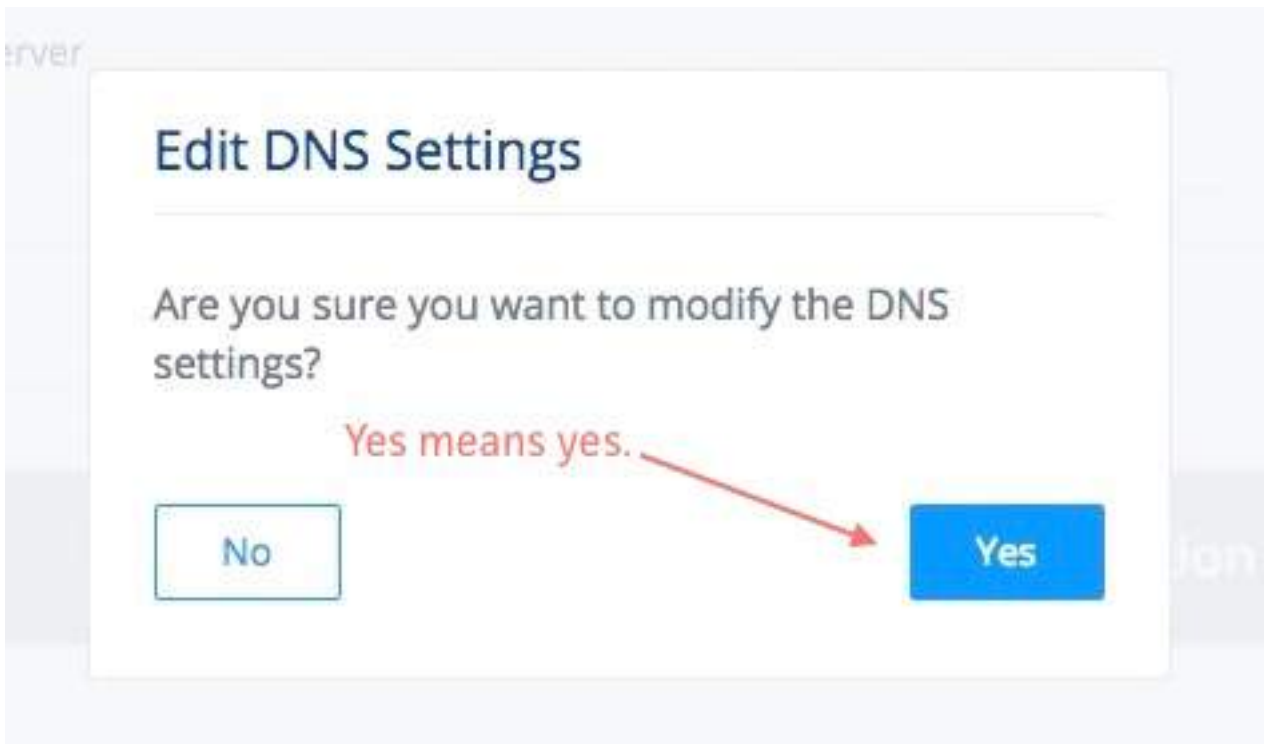 erver
Edit DNS Settings
Are you sure you want to modify the DNS
settings?
Yes means yes.
No
Yes
ion